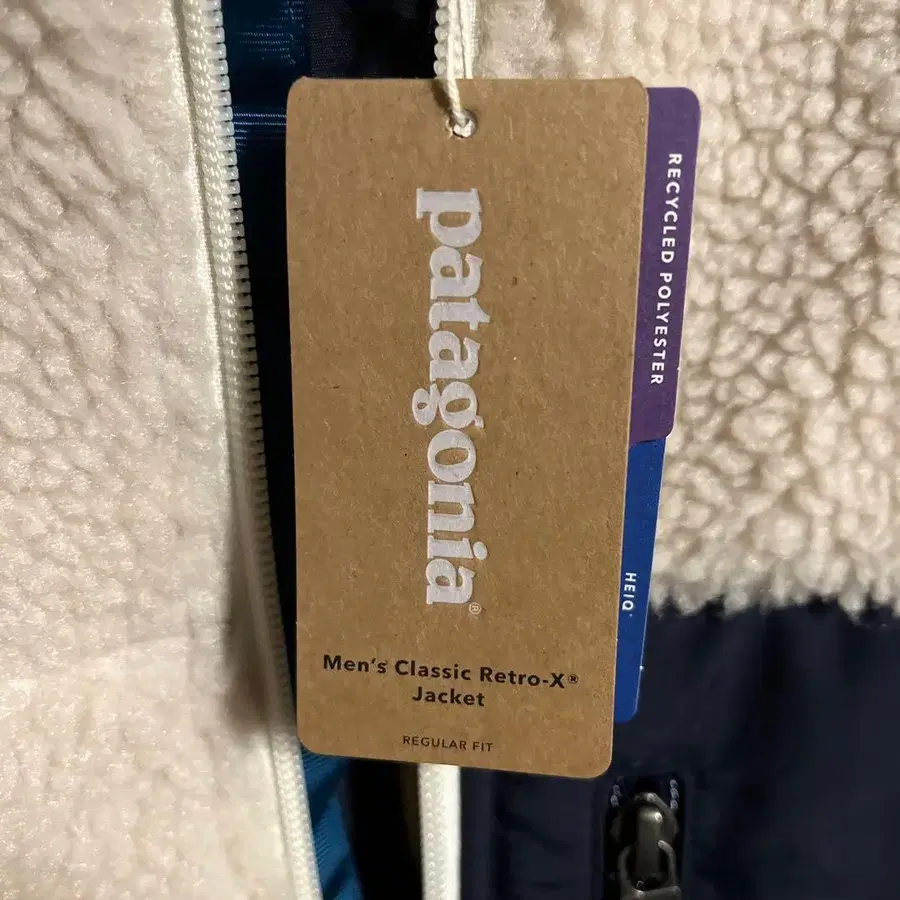 patagonia®
Men's Classic Retro-X®
Jacket
REGULAR FIT
RECYCLED POLYESTER
HEIQ®